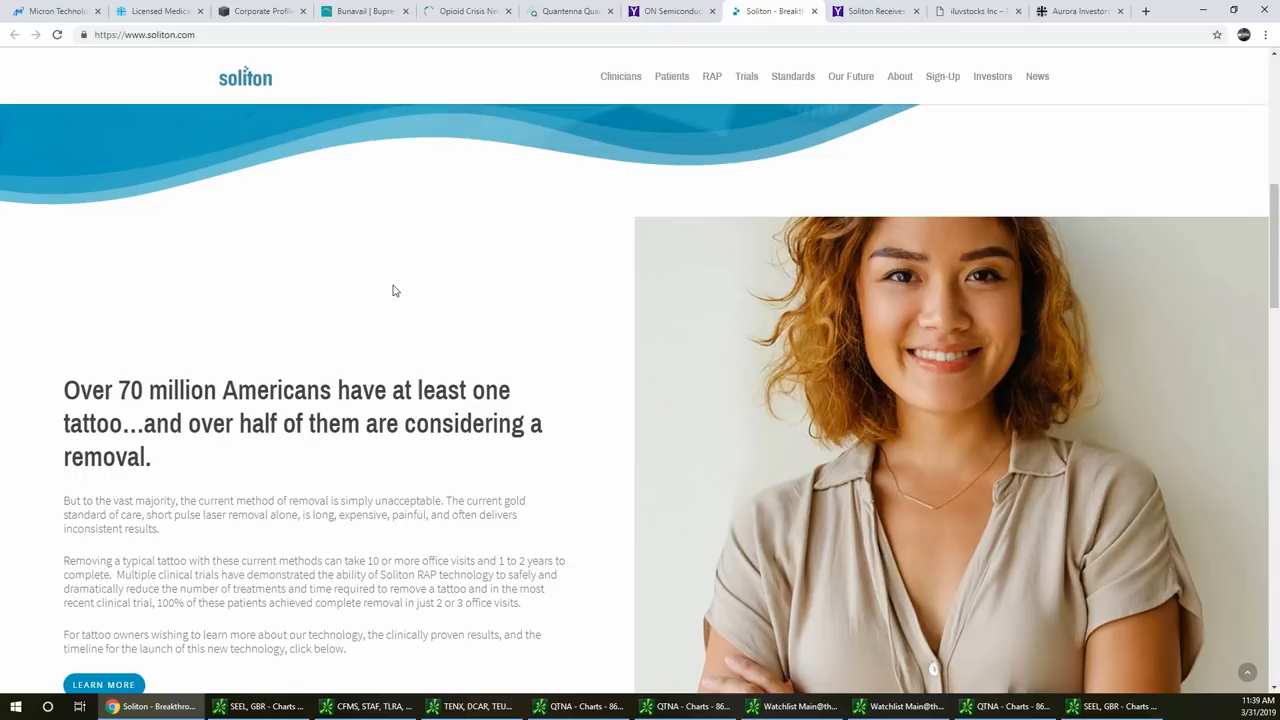 Micron Technolo
Licensed Medica
Corporate Profile
Bunavail | Bupre
Opioid Crisis Ne
Quantenna Qua
ON Semiconduc
Soliton - Breakth
Soliton Receives
iluvstocks Inc –
Aurora Investors
https://www.soliton.com
soliton
Clinicians Patients RAP Trials Standards Our Future About Sign-Up Investors News
Over 70 million Americans have at least one
tattoo...and over half of them are considering a
removal.
But to the vast majority, the current method of removal is simply unacceptable. The current gold
standard of care, short pulse laser removal alone, is long, expensive, painful, and often delivers
inconsistent results.
Removing a typical tattoo with these current methods can take 10 or more office visits and 1 to 2 years to
complete. Multiple clinical trials have demonstrated the ability of Soliton RAP technology to safely and
dramatically reduce the number of treatments and time required to remove a tattoo and in the most
recent clinical trial, 100% of these patients achieved complete removal in just 2 or 3 office visits.
For tattoo owners wishing to learn more about our technology, the clinically proven results, and the
timeline for the launch of this new technology, click below.
LEARN MORE
Soliton - Breakthro...
SEEL, GBR - Charts ...
CFMS, STAF, TLRA, ...
TENX, DCAR, TEU...
QTNA - Charts - 86...
QTNA - Charts - 86...
Watchlist Main@th...
Watchlist Main@th...
QTNA - Charts - 86...
SEEL, GBR - Charts ...
11:39 AM
3/31/2019